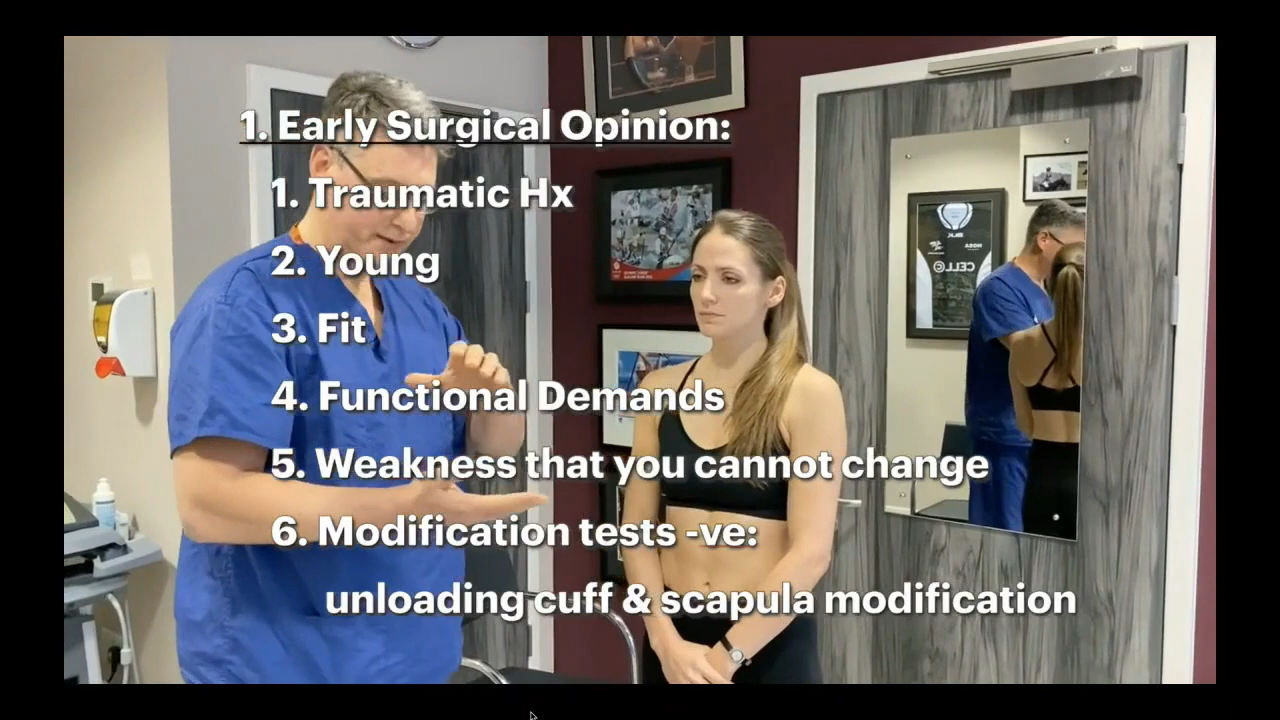 1. Early Surgical Opinion:
1. Traumatic Hx
2. Young
3. Fit
4. Functional Demands
5. Weakness that you cannot change
6. Modification tests -ve:
unloading cuff & scapula modification